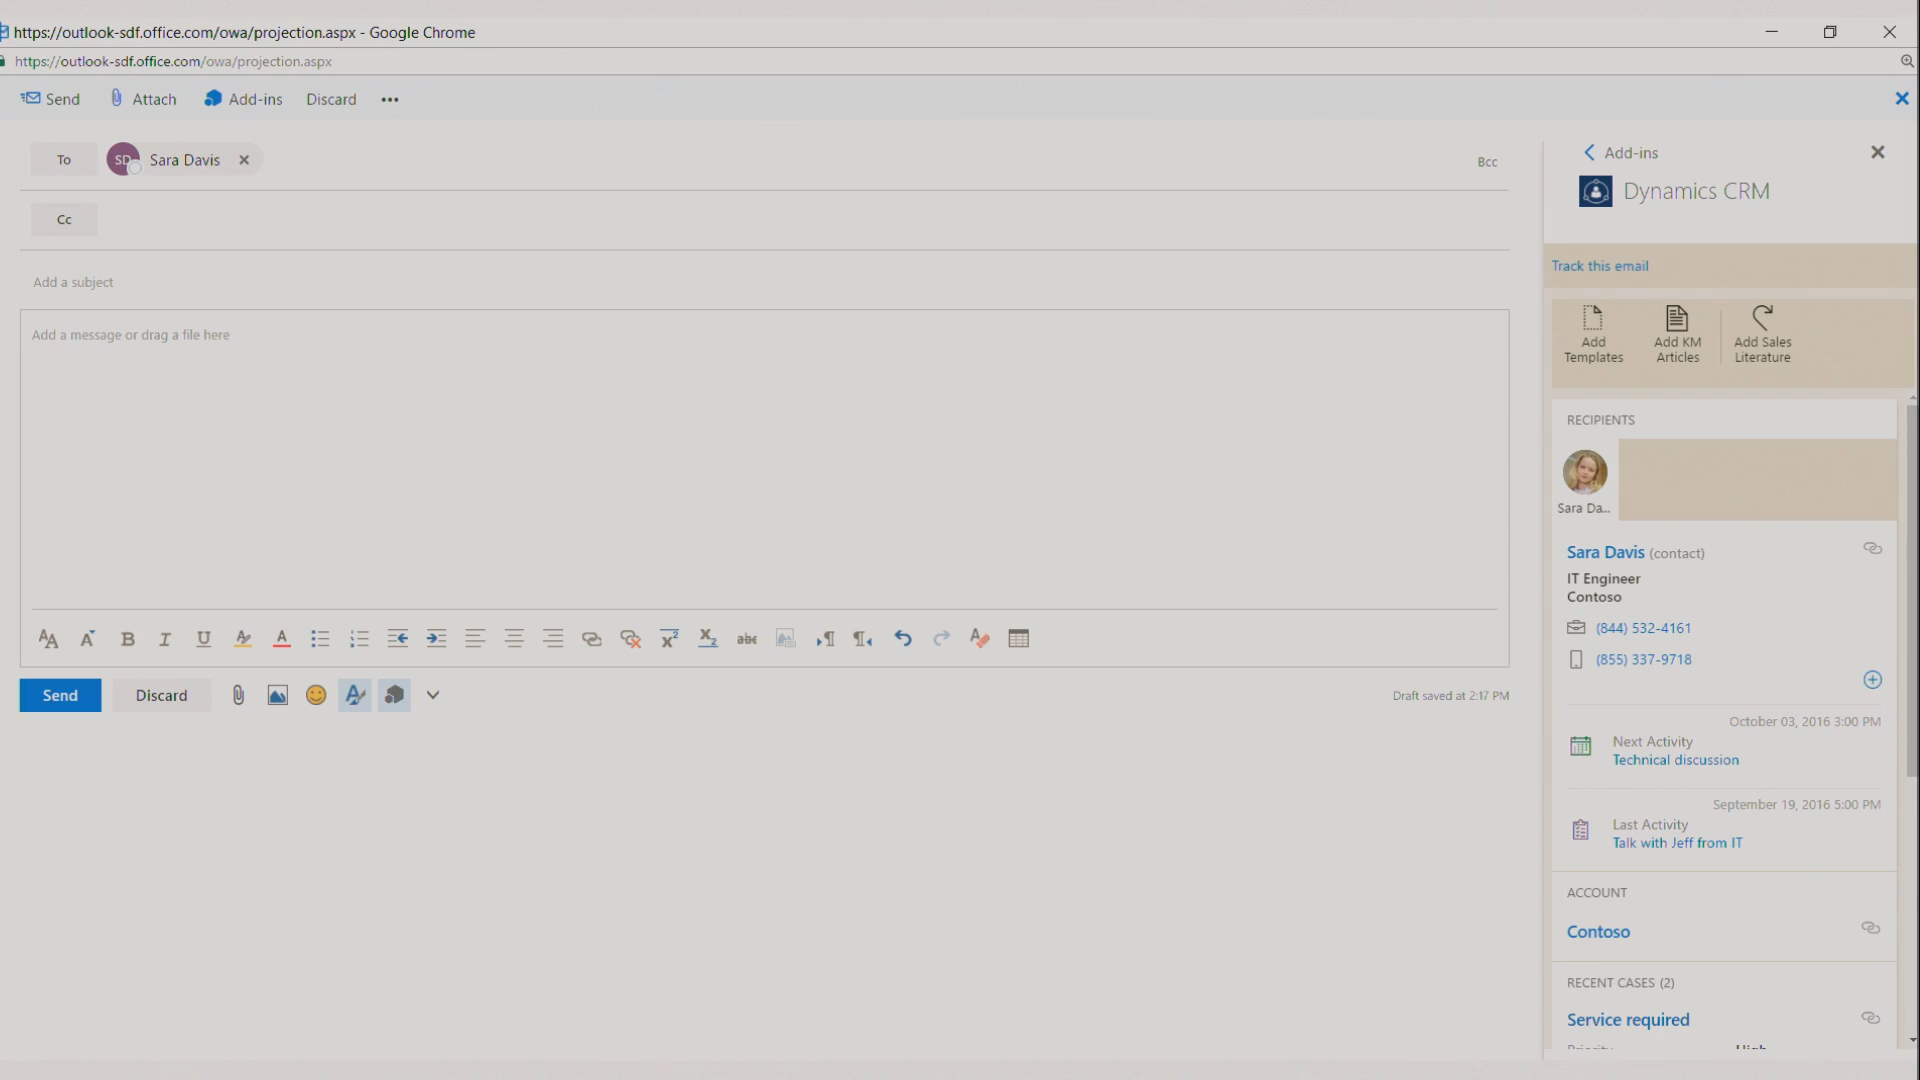 https://outlook-sdf.office.com/owa/projection.aspx - Google Chrome
https://outlook-sdf.office.com/owa/projection.aspx
Send Attach Add-ins Discard
To SD Sara Davis Bcc
Cc
Add a subject
Add a message or drag a file here
Send Discard Draft saved at 2:17 PM
Add-ins
Dynamics CRM
Track this email
Add Templates
Add KM Articles
Add Sales Literature
RECIPIENTS
Sara Da...
Sara Davis (contact)
IT Engineer
Contoso
(844) 532-4161
(855) 337-9718
October 03, 2016 3:00 PM
Next Activity
Technical discussion
September 19, 2016 5:00 PM
Last Activity
Talk with Jeff from IT
ACCOUNT
Contoso
RECENT CASES (2)
Service required
Priority High